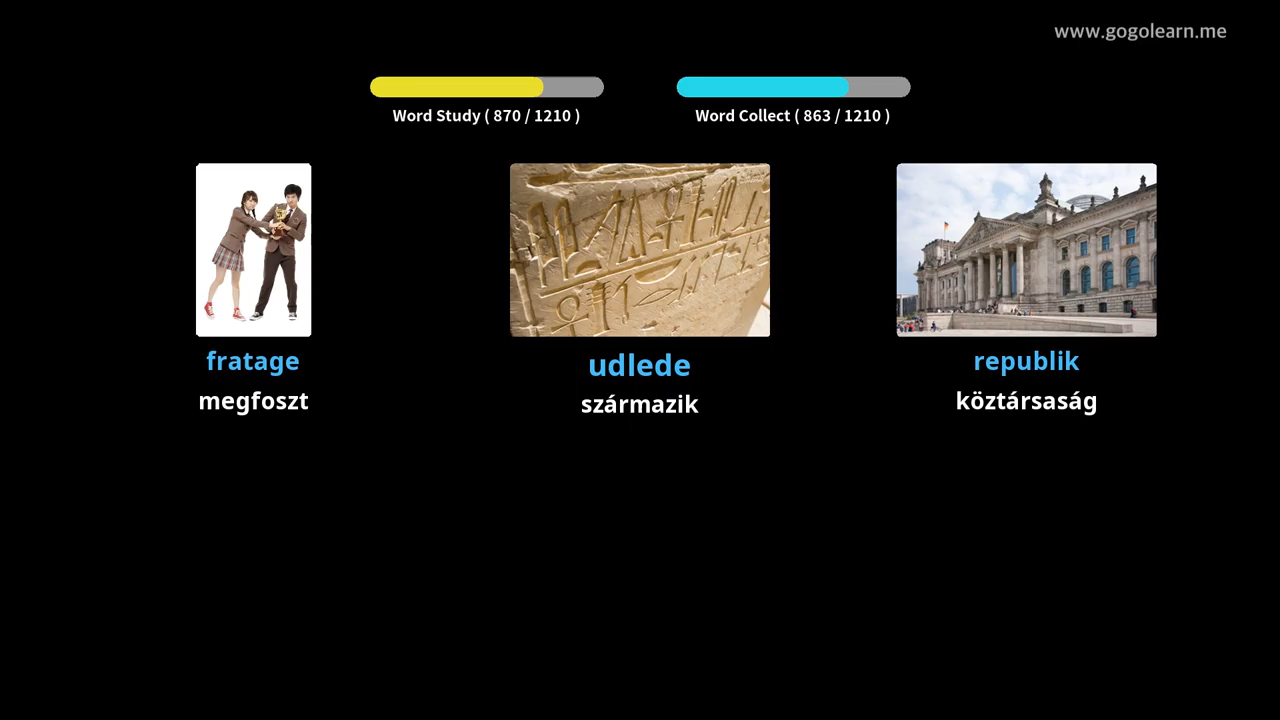 www.gogolearn.me
Word Study ( 870 / 1210 )
Word Collect ( 863 / 1210 )
fratage
udlede
republik
megfoszt
származik
köztársaság